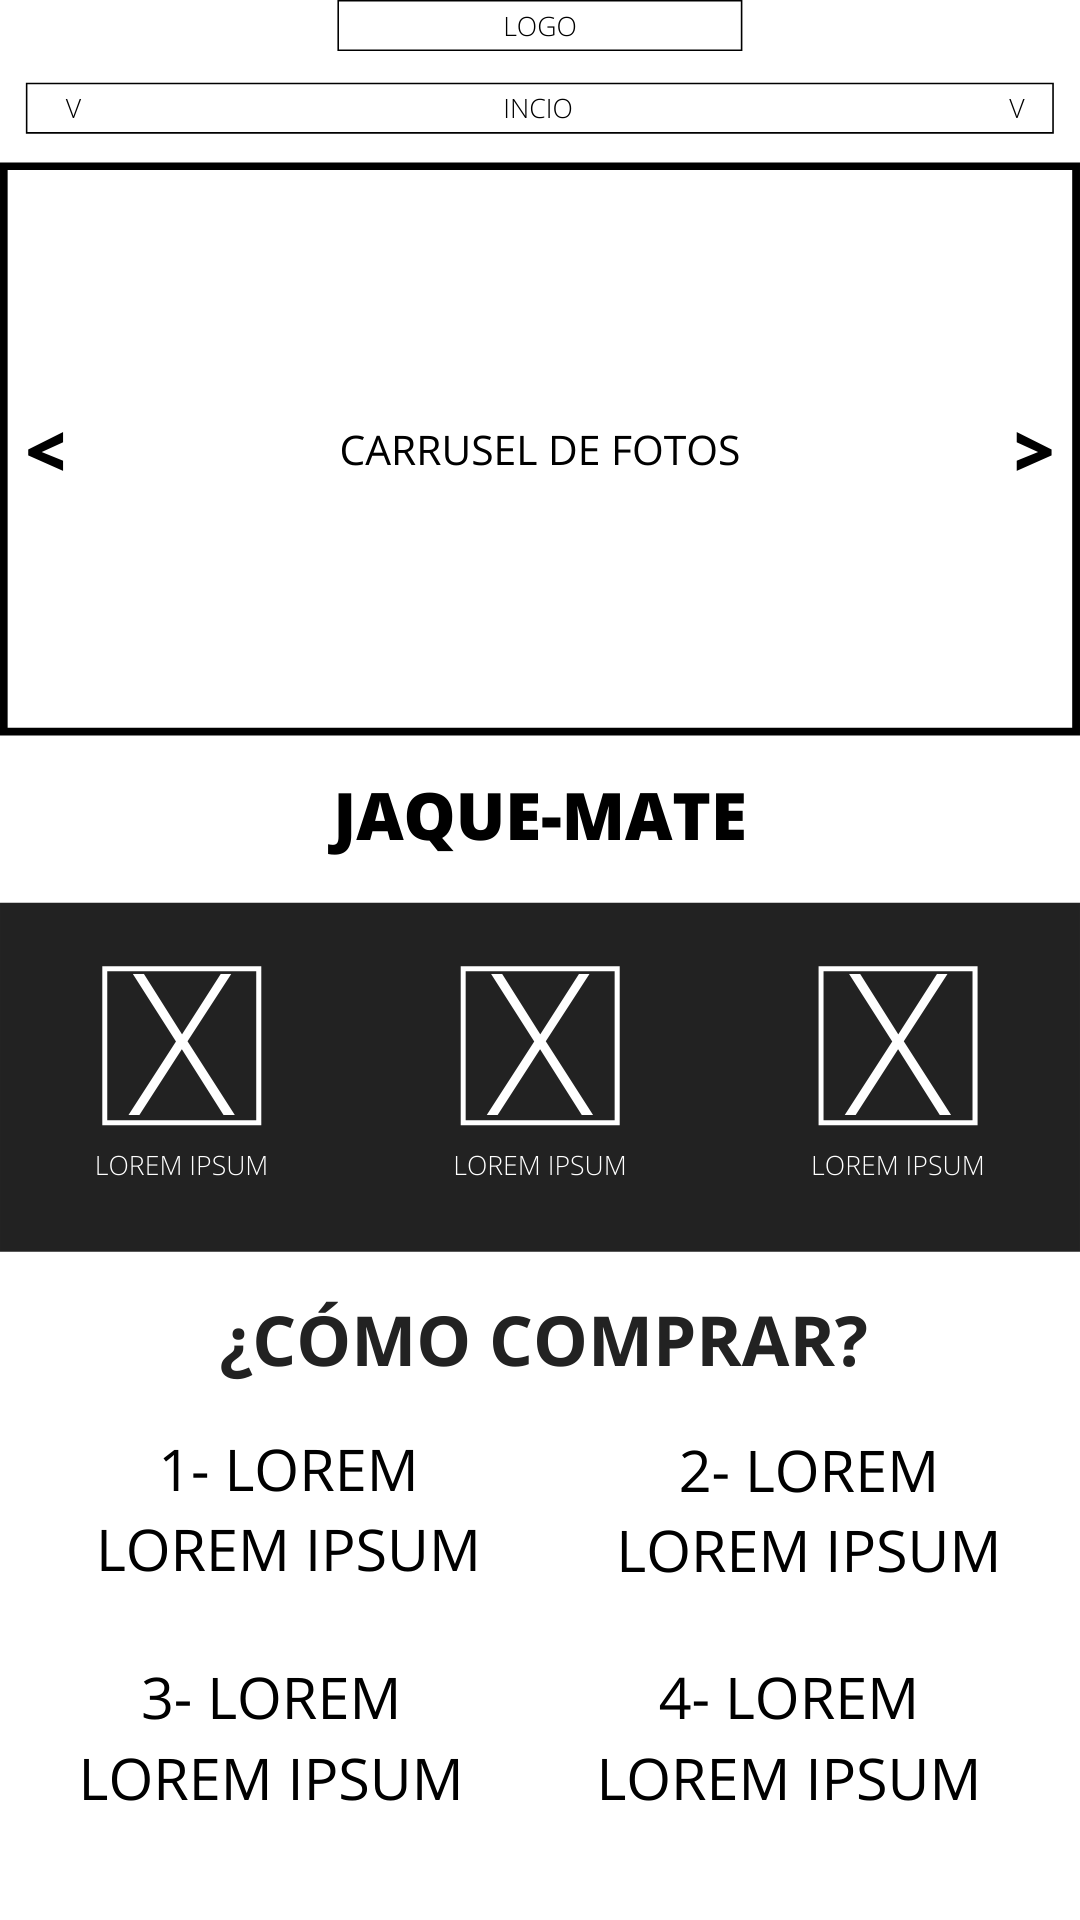 LOGO
V INCIO V
< CARRUSEL DE FOTOS >
JAQUE-MATE
X X X
LOREM IPSUM LOREM IPSUM LOREM IPSUM
¿CÓMO COMPRAR?
1- LOREM
LOREM IPSUM
2- LOREM
LOREM IPSUM
3- LOREM
LOREM IPSUM
4- LOREM
LOREM IPSUM